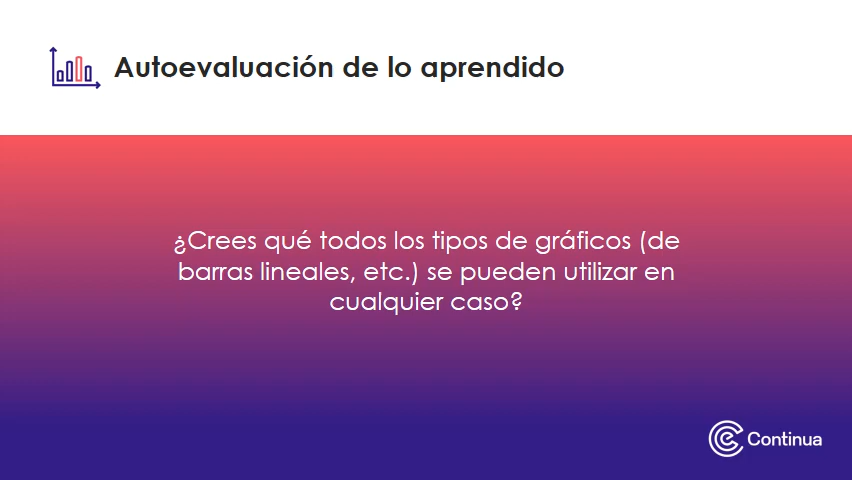 Autoevaluación de lo aprendido
¿Crees qué todos los tipos de gráficos (de
barras lineales, etc.) se pueden utilizar en
cualquier caso?
Continua